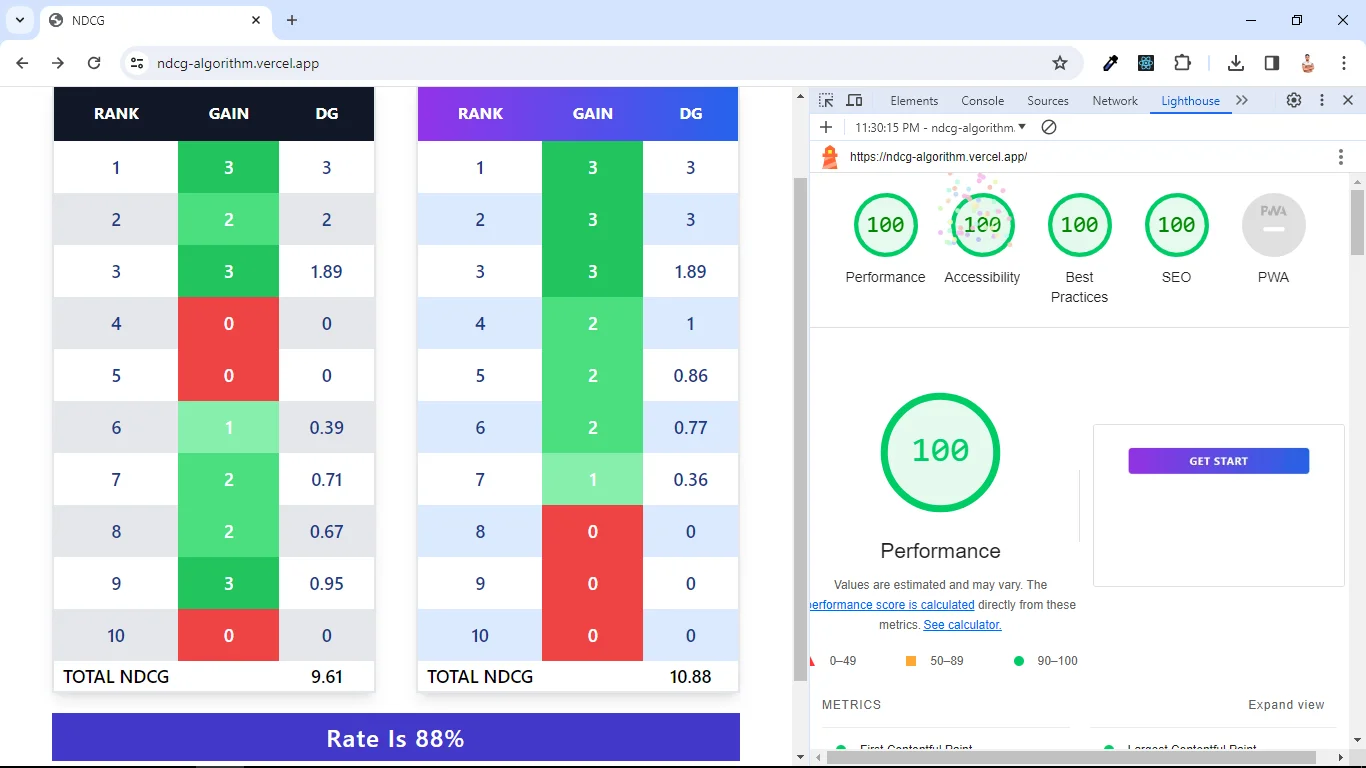 NDCG
ndcg-algorithm.vercel.app
RANK GAIN DG
1 3 3
2 2 2
3 3 1.89
4 0 0
5 0 0
6 1 0.39
7 2 0.71
8 2 0.67
9 3 0.95
10 0 0
TOTAL NDCG 9.61
RANK GAIN DG
1 3 3
2 3 3
3 3 1.89
4 2 1
5 2 0.86
6 2 0.77
7 1 0.36
8 0 0
9 0 0
10 0 0
TOTAL NDCG 10.88
Rate Is 88%
Elements Console Sources Network Lighthouse
11:30:15 PM - ndcg-algorithm.
https://ndcg-algorithm.vercel.app/
100 100 100 100 PWA
Performance Accessibility Best Practices SEO PWA
100
GET START
Performance
Values are estimated and may vary. The
performance score is calculated directly from these
metrics. See calculator.
0–49 50–89 90–100
METRICS Expand view
First Contentful Paint Largest Contentful Paint